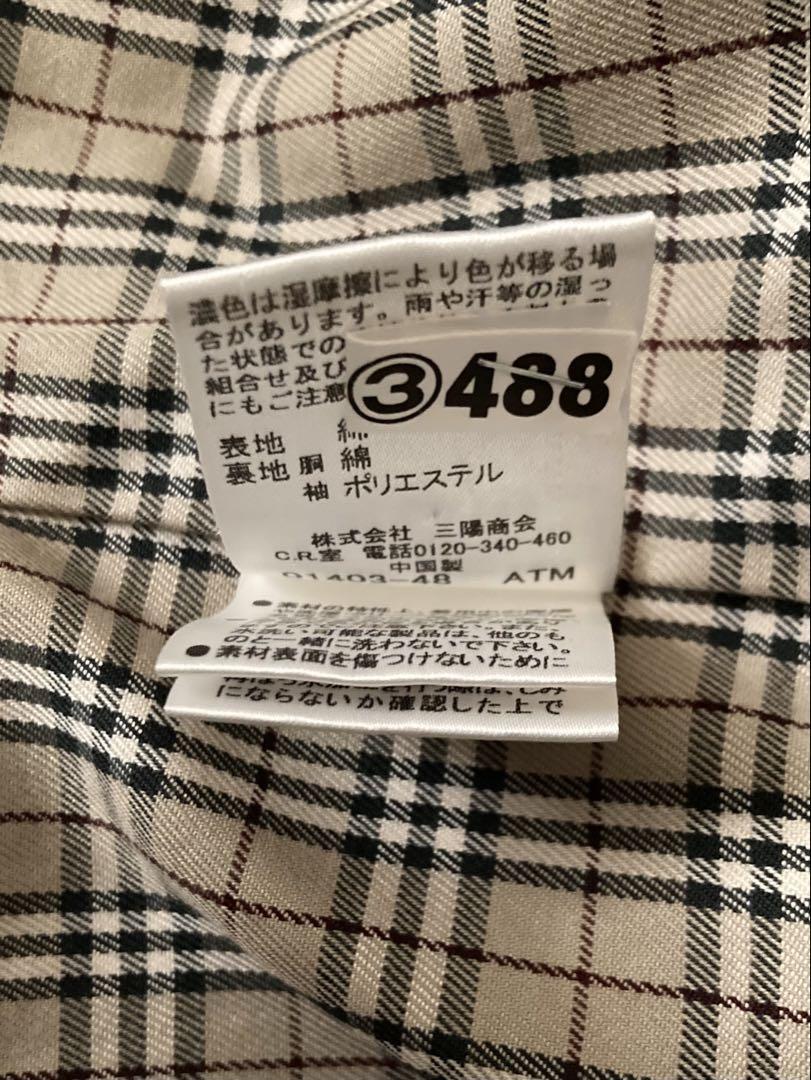 濃色は湿摩擦により色が移る場
合があります。雨や汗等の湿っ
た状態での
組合せ及び
にもご注意
③488
表地
裏地 胴 綿
袖 ポリエステル
株式会社 三陽商会
C.R.室 電話0120-340-460
中国製
01403-48 ATM
水洗い可能な製品は、他のも
のと一緒に洗わないで下さい。
●素材表面を傷つけないために
にならないか確認した上で